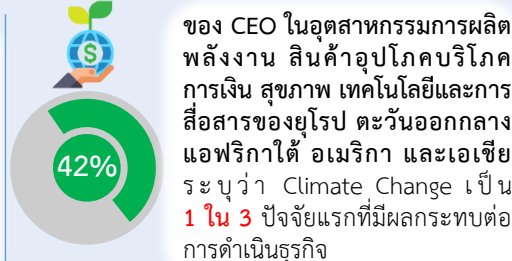 ของ CEO ในอุตสาหกรรมการผลิต
พลังงาน สินค้าอุปโภคบริโภค
การเงิน สุขภาพ เทคโนโลยีและการ
สื่อสารของยุโรป ตะวันออกกลาง
แอฟริกาใต้ อเมริกา และเอเชีย
ระบุว่า Climate Change เป็น
1 ใน 3 ปัจจัยแรกที่มีผลกระทบต่อ
การดำเนินธุรกิจ
$
42%